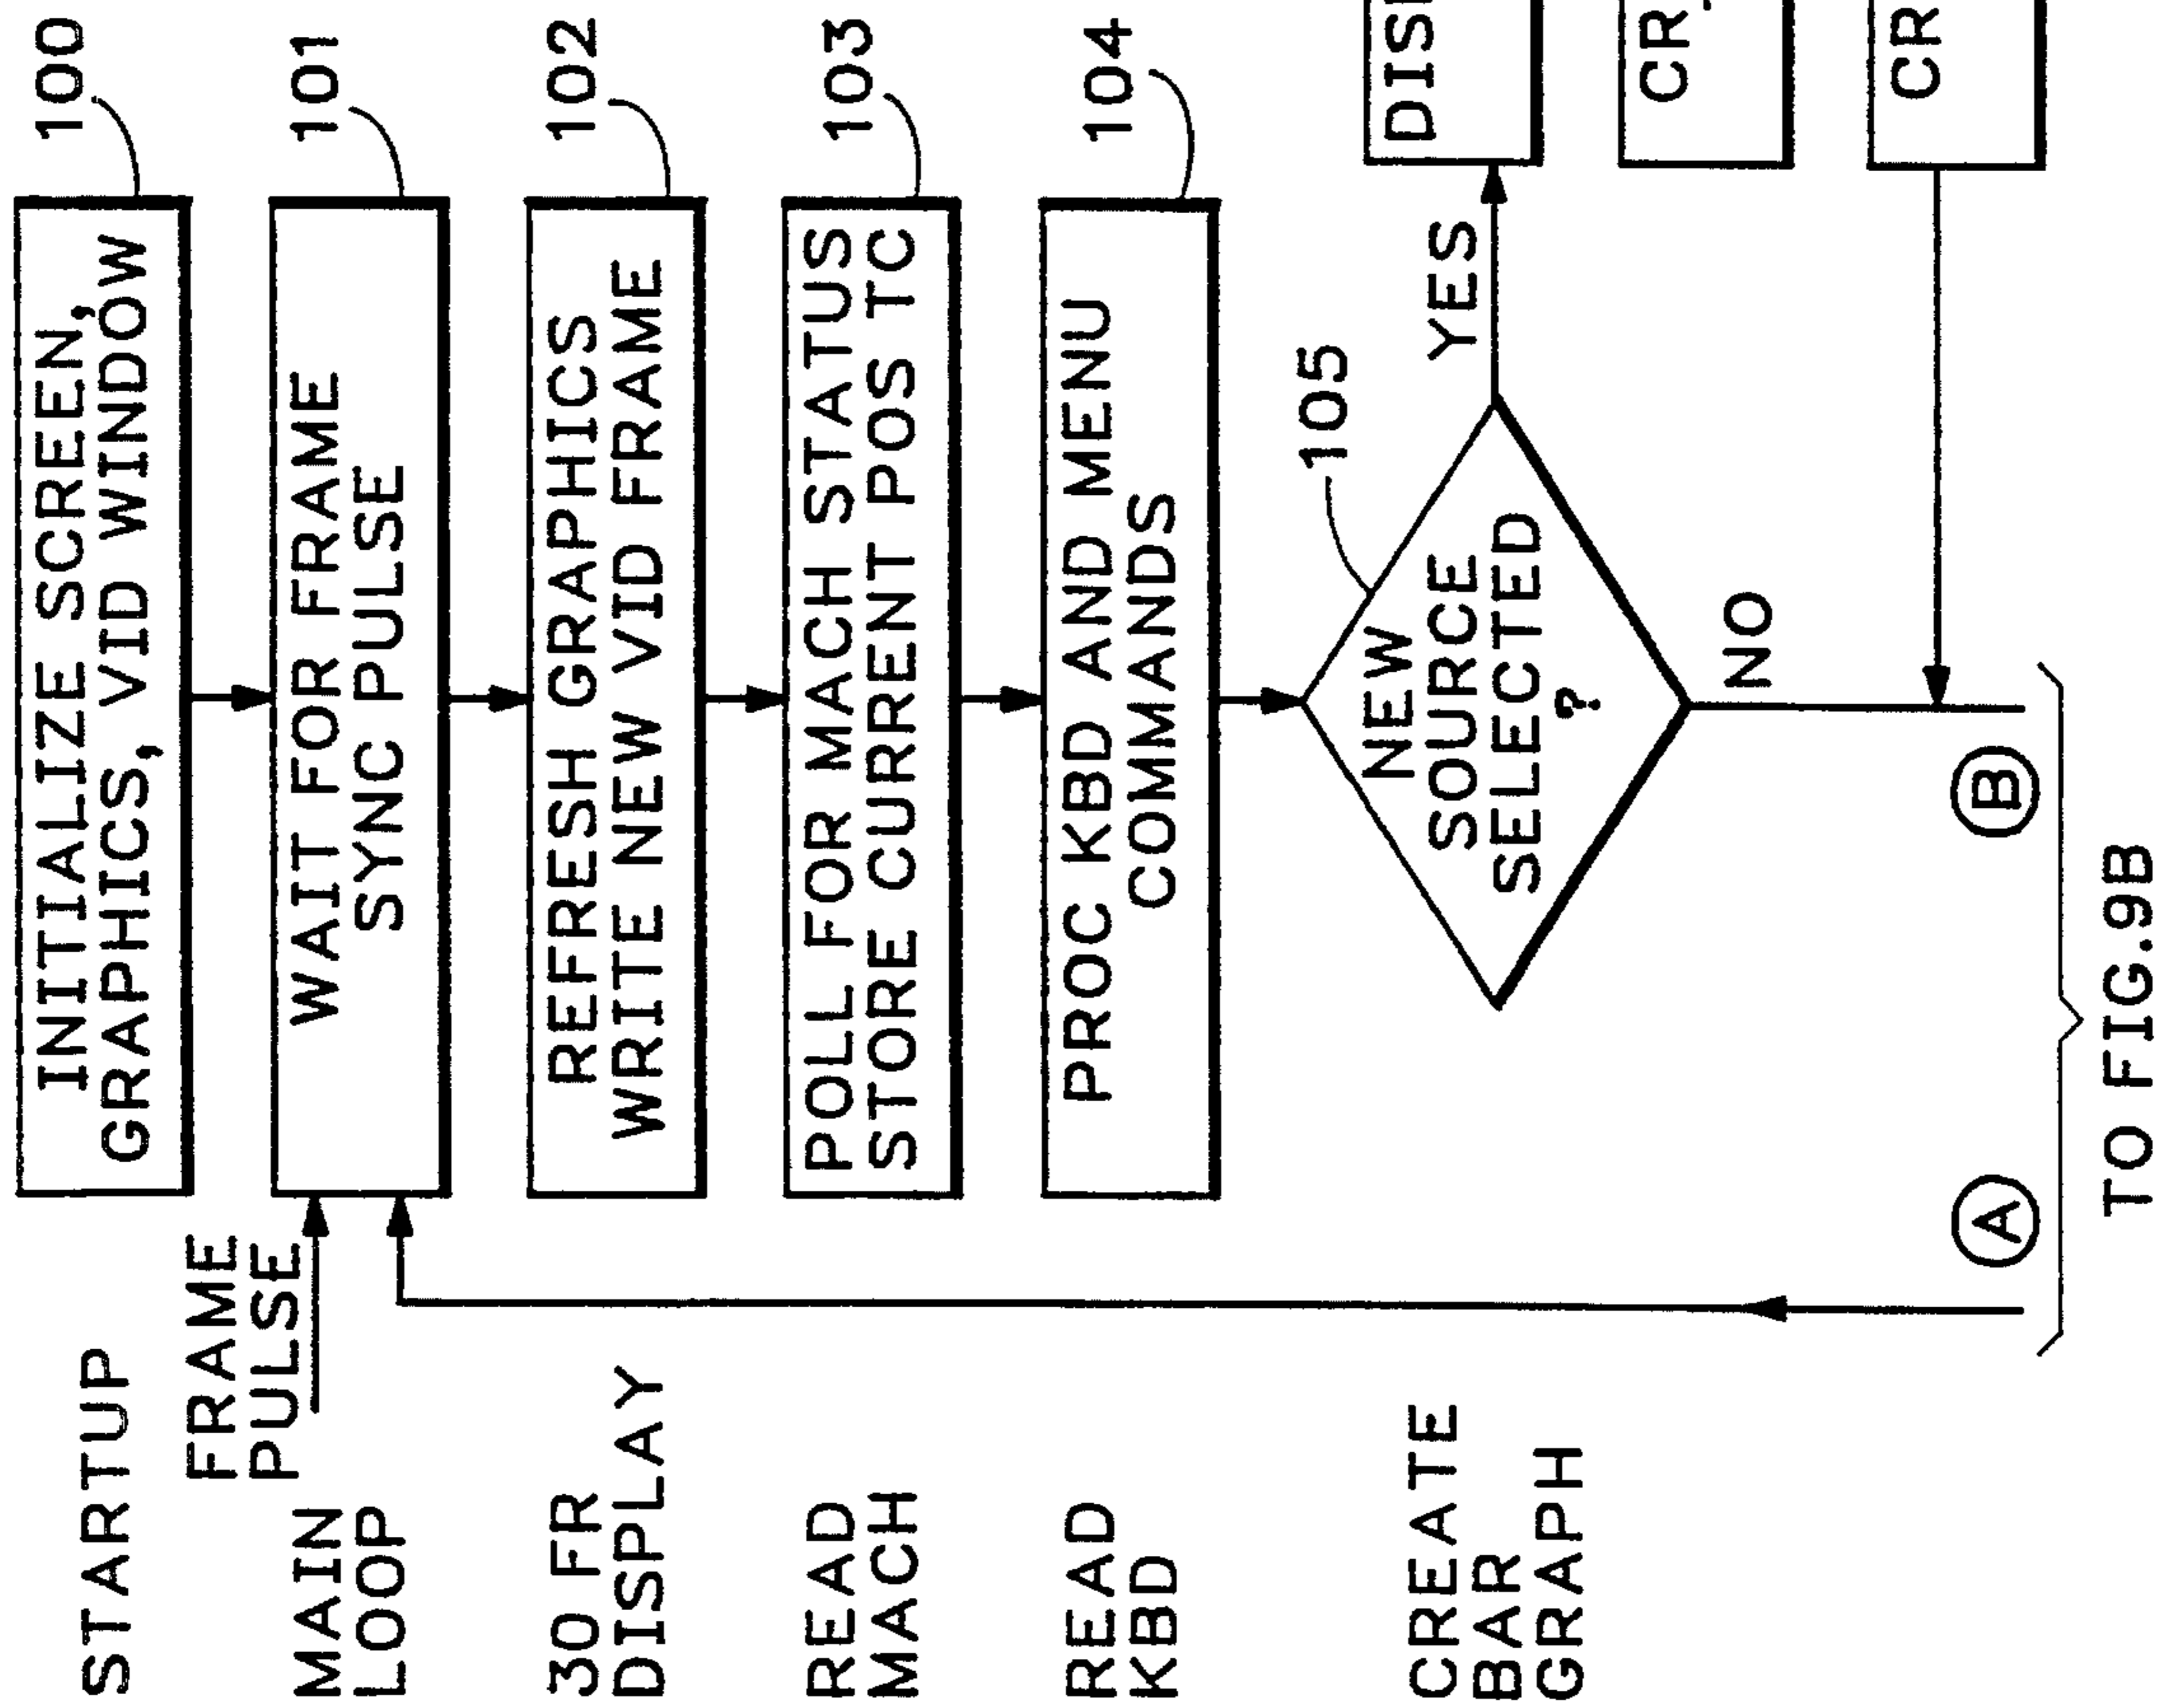 STARTUP
INITIALIZE SCREEN,
GRAPHICS, VID WINDOW
100
FRAME
PULSE
MAIN
LOOP
WAIT FOR FRAME
SYNC PULSE
101
30 FR
DISPLAY
REFRESH GRAPHICS
WRITE NEW VID FRAME
102
READ
MACH
POLL FOR MACH STATUS
STORE CURRENT POS TC
103
READ
KBD
PROC KBD AND MENU
COMMANDS
104
CREATE
BAR
GRAPH
NEW
SOURCE
SELECTED
?
105
YES
NO
A
B
TO FIG.9B